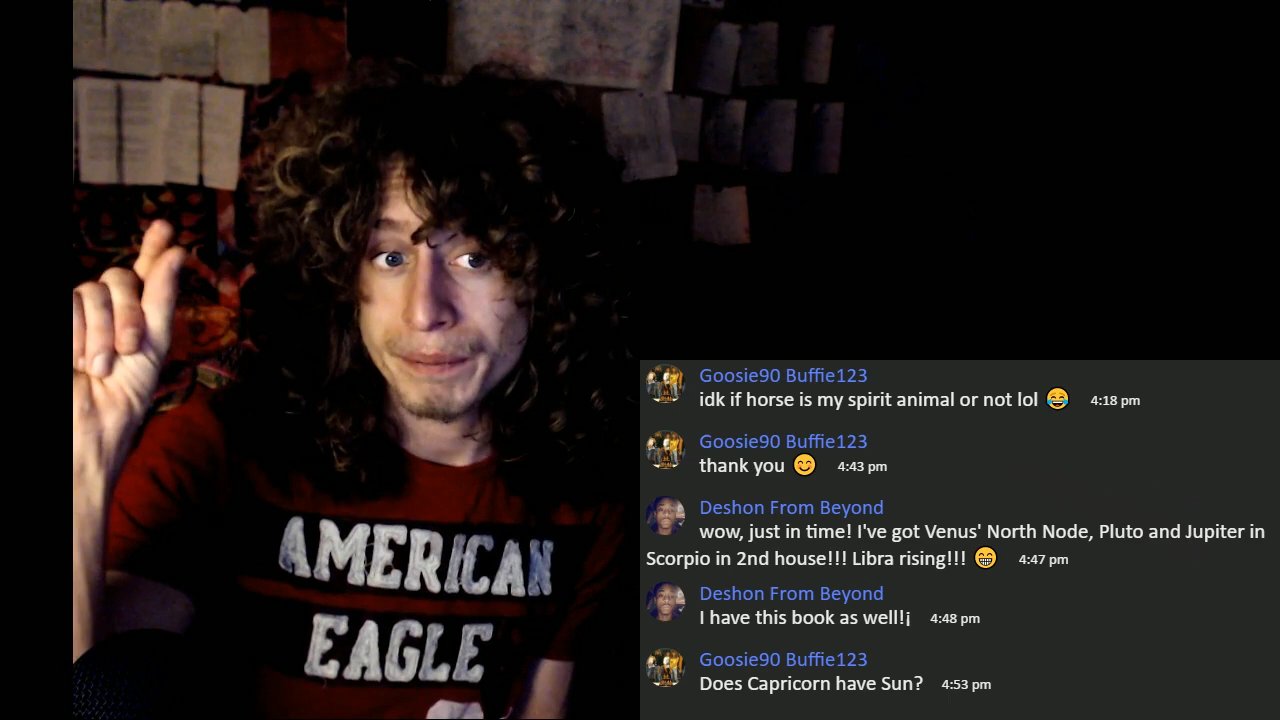 AMERICAN
EAGLE
Goosie90 Buffie123
idk if horse is my spirit animal or not lol 😂 4:18 pm
Goosie90 Buffie123
thank you 😊 4:43 pm
Deshon From Beyond
wow, just in time! I've got Venus' North Node, Pluto and Jupiter in
Scorpio in 2nd house!!! Libra rising!!! 😁 4:47 pm
Deshon From Beyond
I have this book as well!¡ 4:48 pm
Goosie90 Buffie123
Does Capricorn have Sun? 4:53 pm